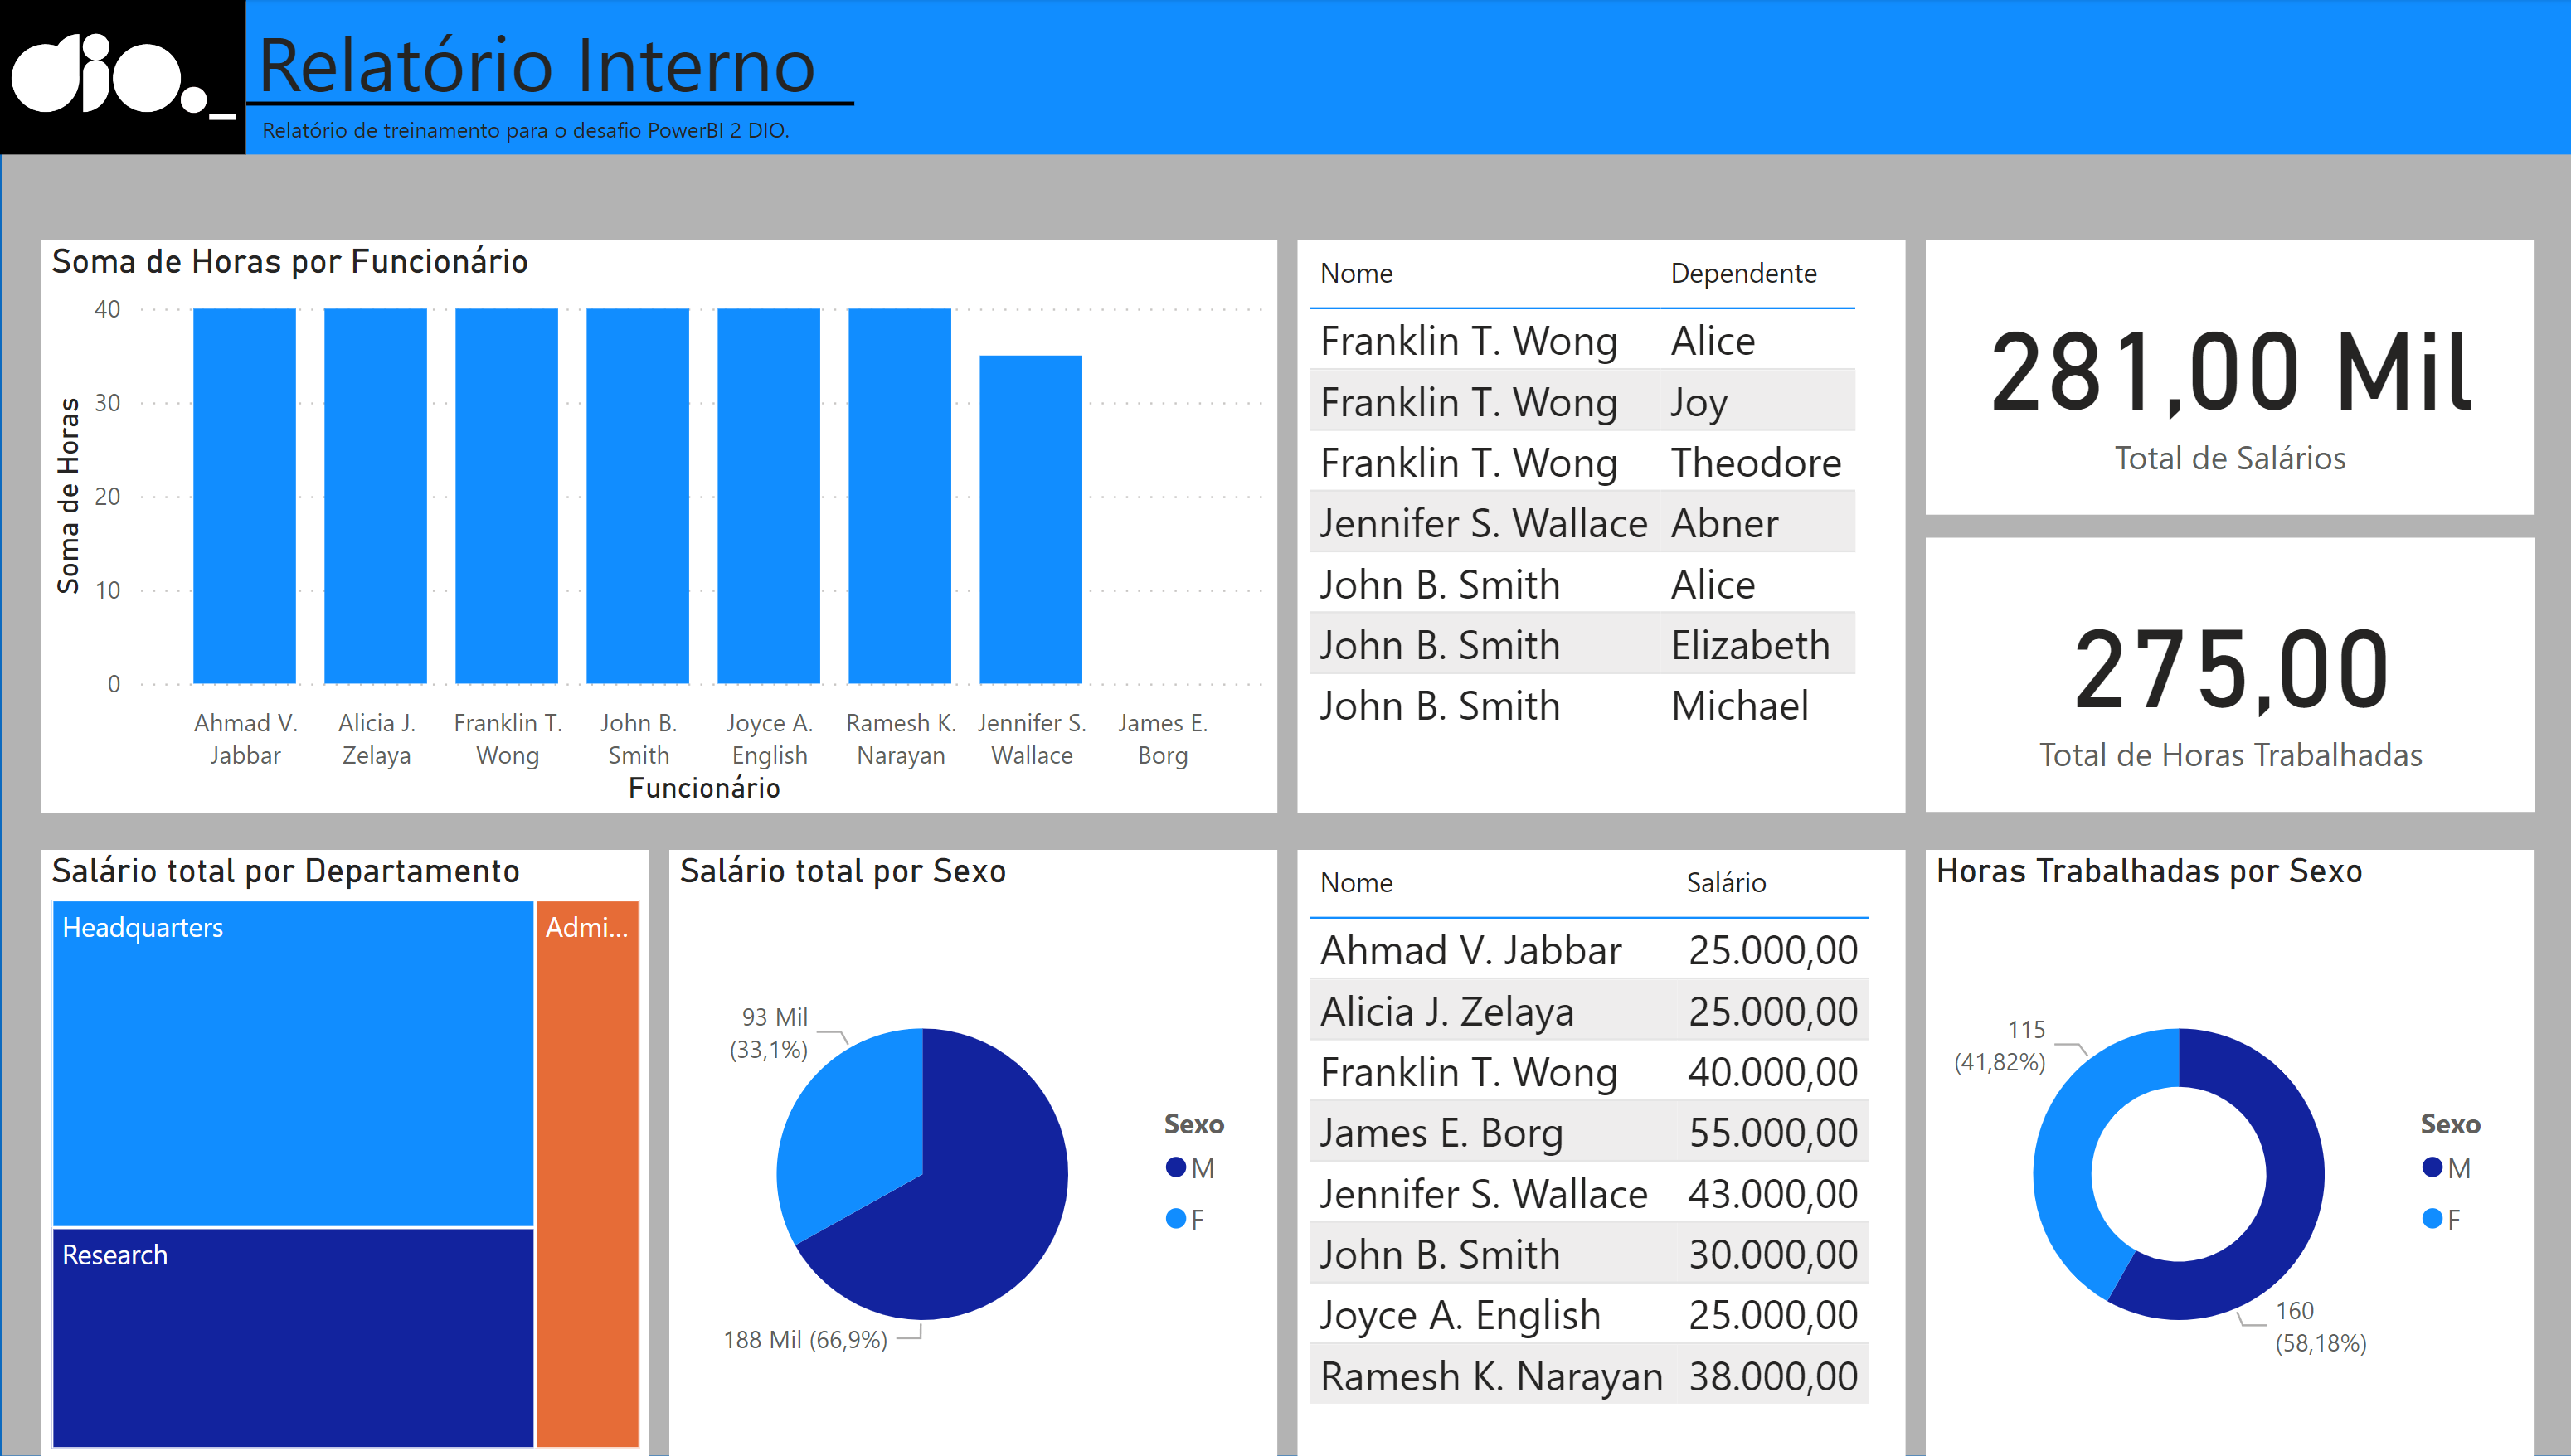 dio._
Relatório Interno
Relatório de treinamento para o desafio PowerBI 2 DIO.
Soma de Horas por Funcionário
Soma de Horas
40
30
20
10
0
Ahmad V. Jabbar
Alicia J. Zelaya
Franklin T. Wong
John B. Smith
Joyce A. English
Ramesh K. Narayan
Jennifer S. Wallace
James E. Borg
Funcionário
Nome Dependente
Franklin T. Wong Alice
Franklin T. Wong Joy
Franklin T. Wong Theodore
Jennifer S. Wallace Abner
John B. Smith Alice
John B. Smith Elizabeth
John B. Smith Michael
281,00 Mil
Total de Salários
275,00
Total de Horas Trabalhadas
Salário total por Departamento
Headquarters
Admi...
Research
Salário total por Sexo
93 Mil
(33,1%)
188 Mil (66,9%)
Sexo
M
F
Nome Salário
Ahmad V. Jabbar 25.000,00
Alicia J. Zelaya 25.000,00
Franklin T. Wong 40.000,00
James E. Borg 55.000,00
Jennifer S. Wallace 43.000,00
John B. Smith 30.000,00
Joyce A. English 25.000,00
Ramesh K. Narayan 38.000,00
Horas Trabalhadas por Sexo
115
(41,82%)
160
(58,18%)
Sexo
M
F